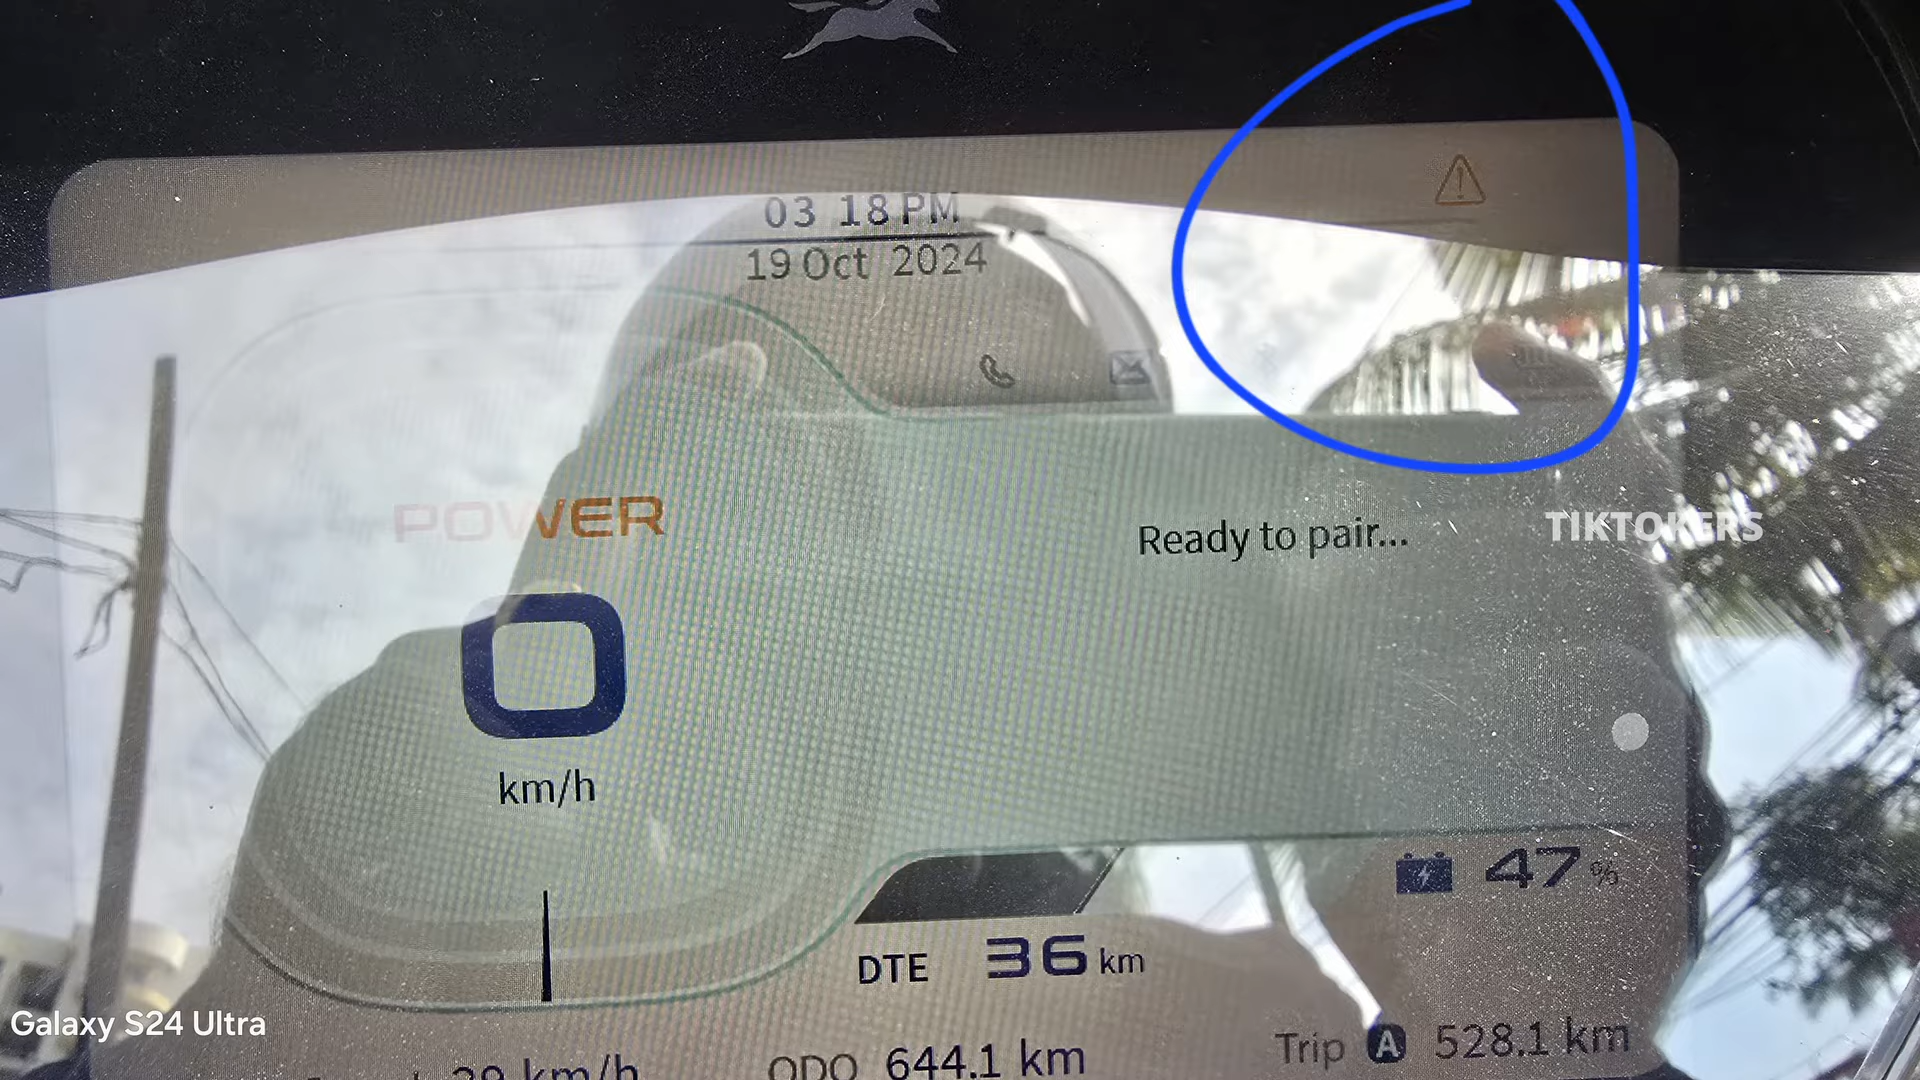 03 18 PM
19 Oct 2024
POWER
Ready to pair...
TIKTOKERS
0
km/h
47 %
DTE 36 km
Galaxy S24 Ultra
Trip A 528.1 km
km/h
ODO 644.1 km